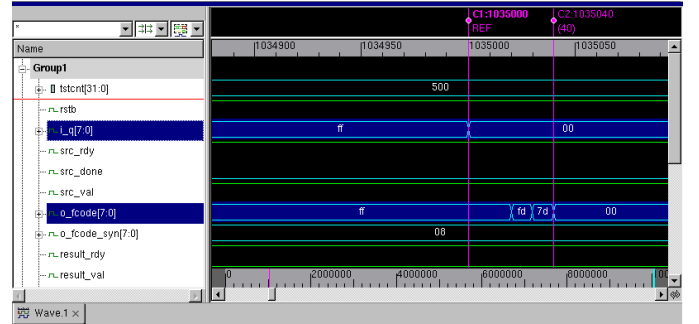 C1:1035000 C2:1035040
REF (40)
*
Name 1034900 1034950 1035000 1035050
Group1
tstcnt[31:0] 500
rstb
i_q[7:0] ff 00
src_rdy
src_done
src_val
o_fcode[7:0] ff fd 7d 00
o_fcode_syn[7:0] 08
result_rdy
result_val
0 2000000 4000000 6000000 8000000
Wave.1 ×